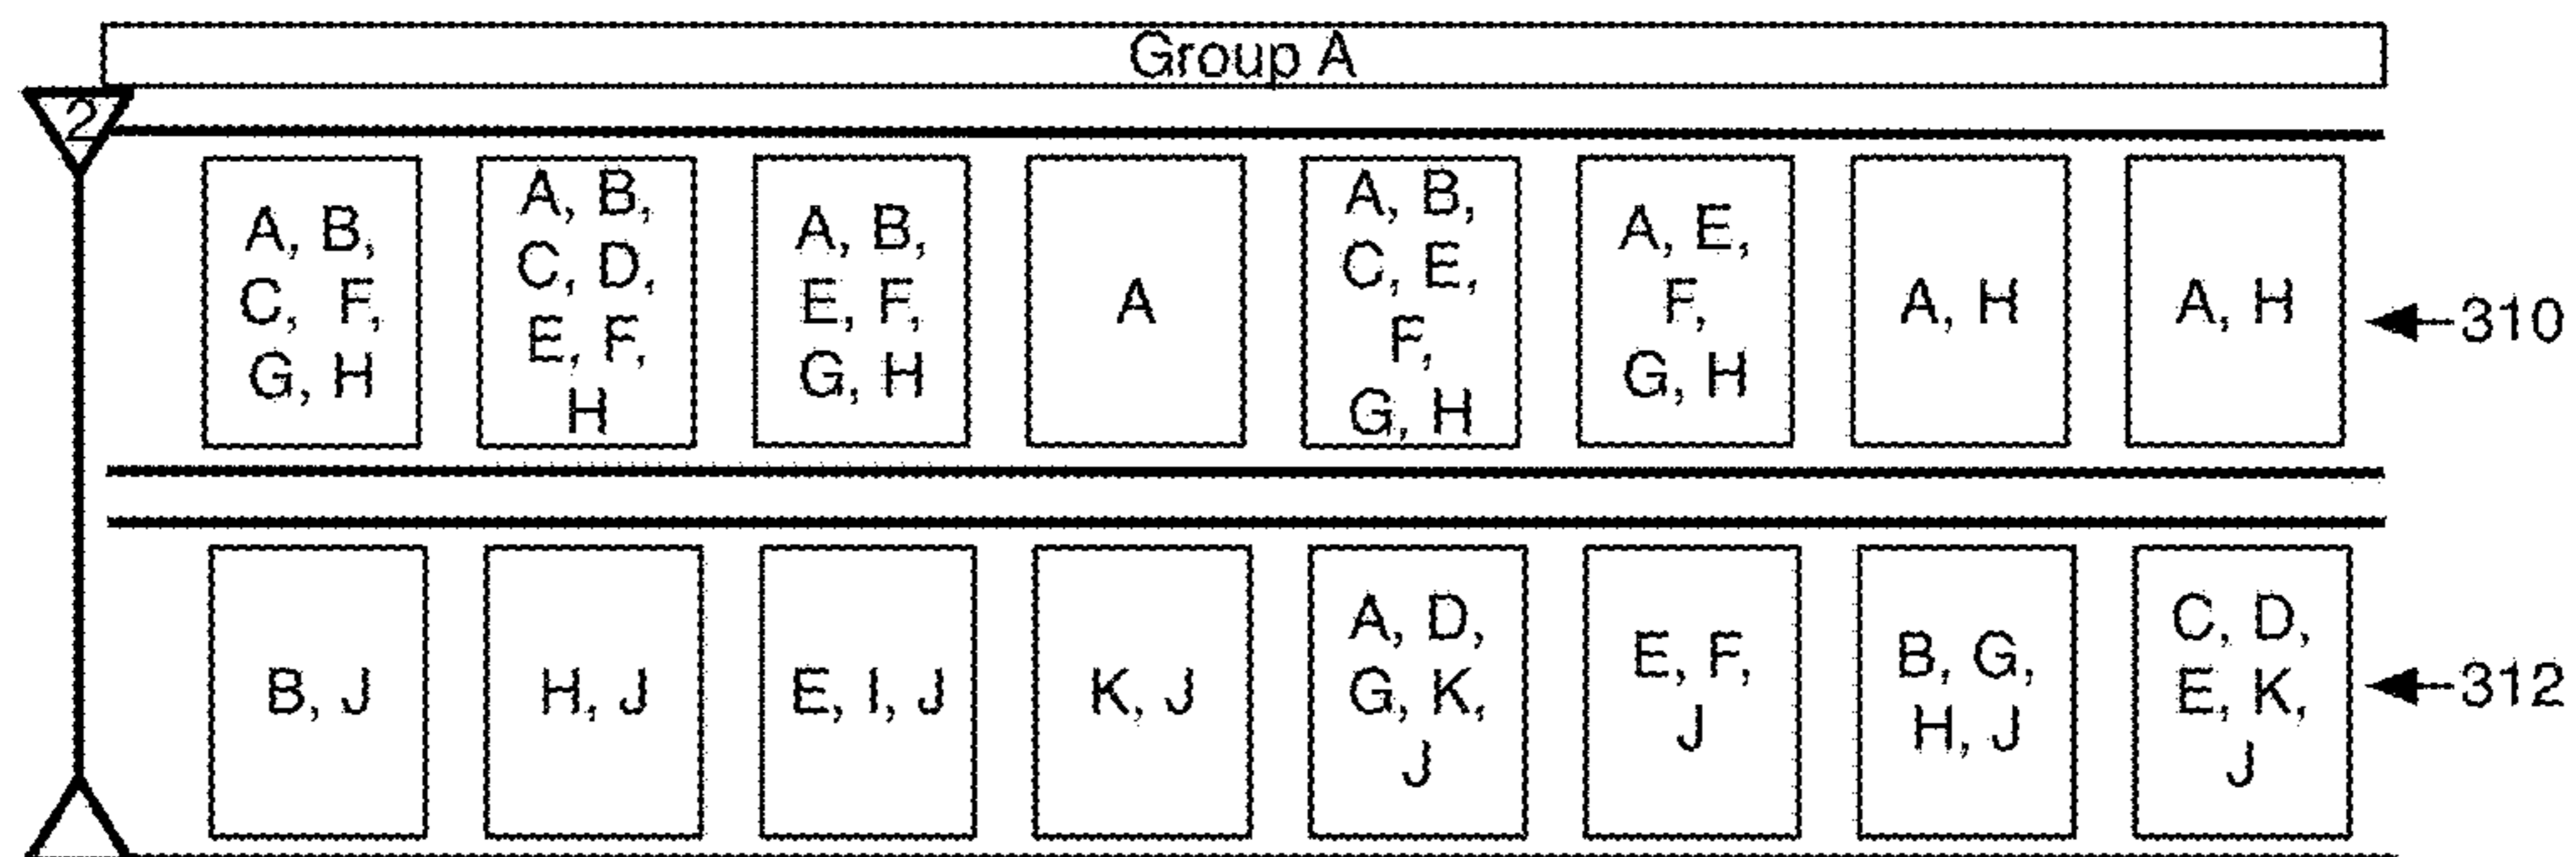 Group A
2
A, B,
C, F,
G, H
A, B,
C, D,
E, F,
H
A, B,
E, F,
G, H
A
A, B,
C, E,
F,
G, H
A, E,
F,
G, H
A, H
A, H
310
B, J
H, J
E, I, J
K, J
A, D,
G, K,
J
E, F,
J
B, G,
H, J
C, D,
E, K,
J
312